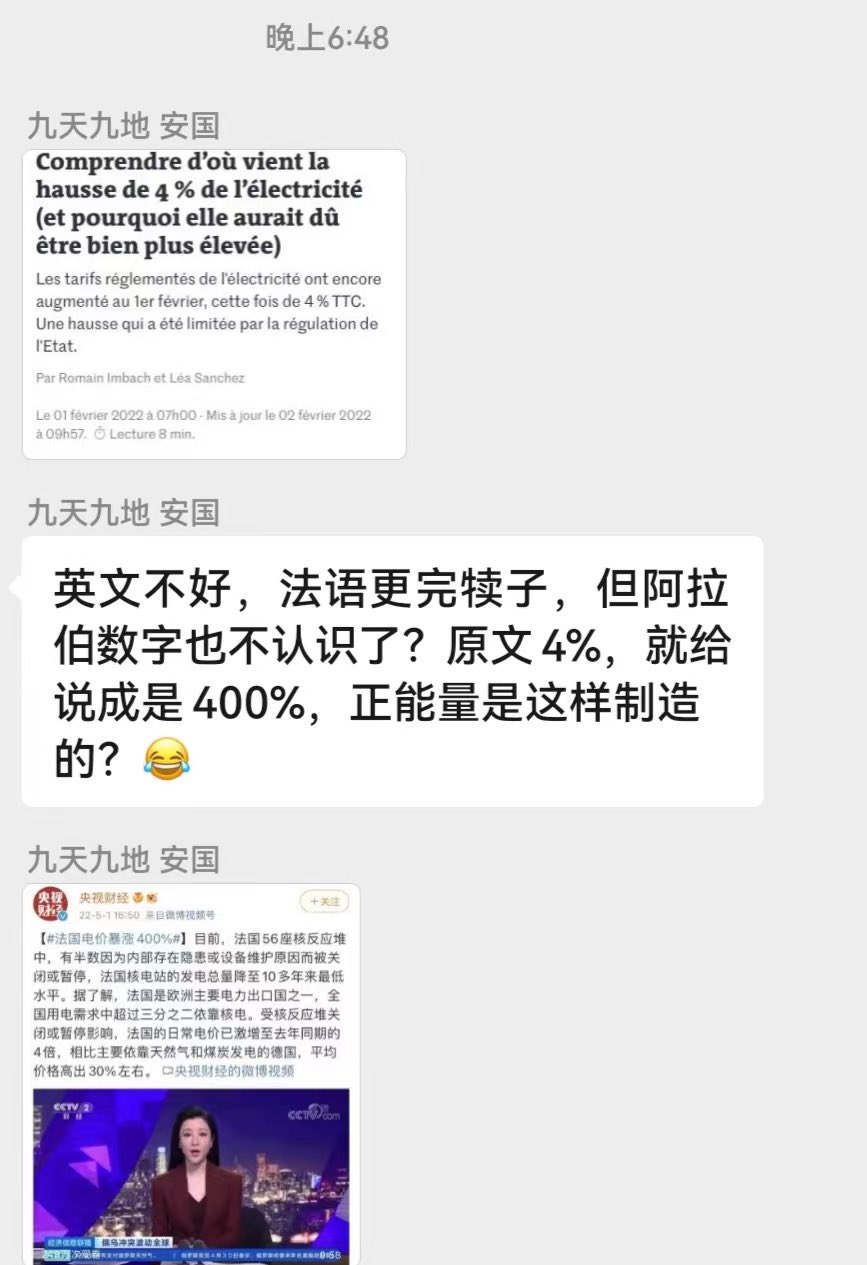 晚上6:48
九天九地 安国
Comprendre d’où vient la
hausse de 4 % de l’électricité
(et pourquoi elle aurait dû
être bien plus élevée)
Les tarifs réglementés de l'électricité ont encore
augmenté au 1er février, cette fois de 4 % TTC.
Une hausse qui a été limitée par la régulation de
l'Etat.
Par Romain Imbach et Léa Sanchez
Le 01 février 2022 à 07h00 - Mis à jour le 02 février 2022
à 09h57. Lecture 8 min.
九天九地 安国
英文不好，法语更完犊子，但阿拉
伯数字也不认识了？原文4%，就给
说成是400%，正能量是这样制造
的？😂
九天九地 安国
央视
财经
央视财经
+关注
22-5-1 16:50 来自微博视频号
【#法国电价暴涨400%#】目前，法国56座核反应堆
中，有半数因为内部存在隐患或设备维护原因而被关
闭或暂停，法国核电站的发电总量降至10多年来最低
水平。据了解，法国是欧洲主要电力出口国之一，全
国用电需求中超过三分之二依靠核电。受核反应堆关
闭或暂停影响，法国的日常电价已激增至去年同期的
4倍，相比主要依靠天然气和煤炭发电的德国，平均
价格高出30%左右。央视财经的微博视频
CCTV 2
财经
CCTV.com
经济信息联播 俄乌冲突波动全球
0:58